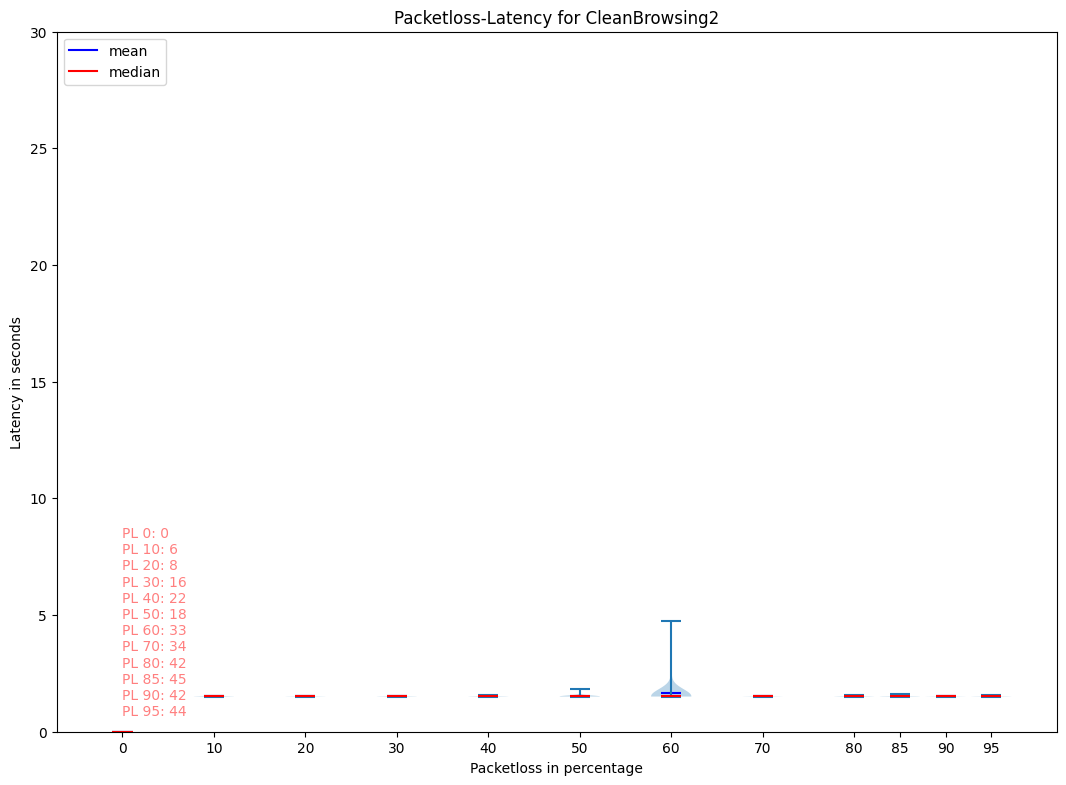 Packetloss-Latency for CleanBrowsing2
mean
median
30
25
20
15
10
5
0
Latency in seconds
PL 0: 0
PL 10: 6
PL 20: 8
PL 30: 16
PL 40: 22
PL 50: 18
PL 60: 33
PL 70: 34
PL 80: 42
PL 85: 45
PL 90: 42
PL 95: 44
0 10 20 30 40 50 60 70 80 85 90 95
Packetloss in percentage